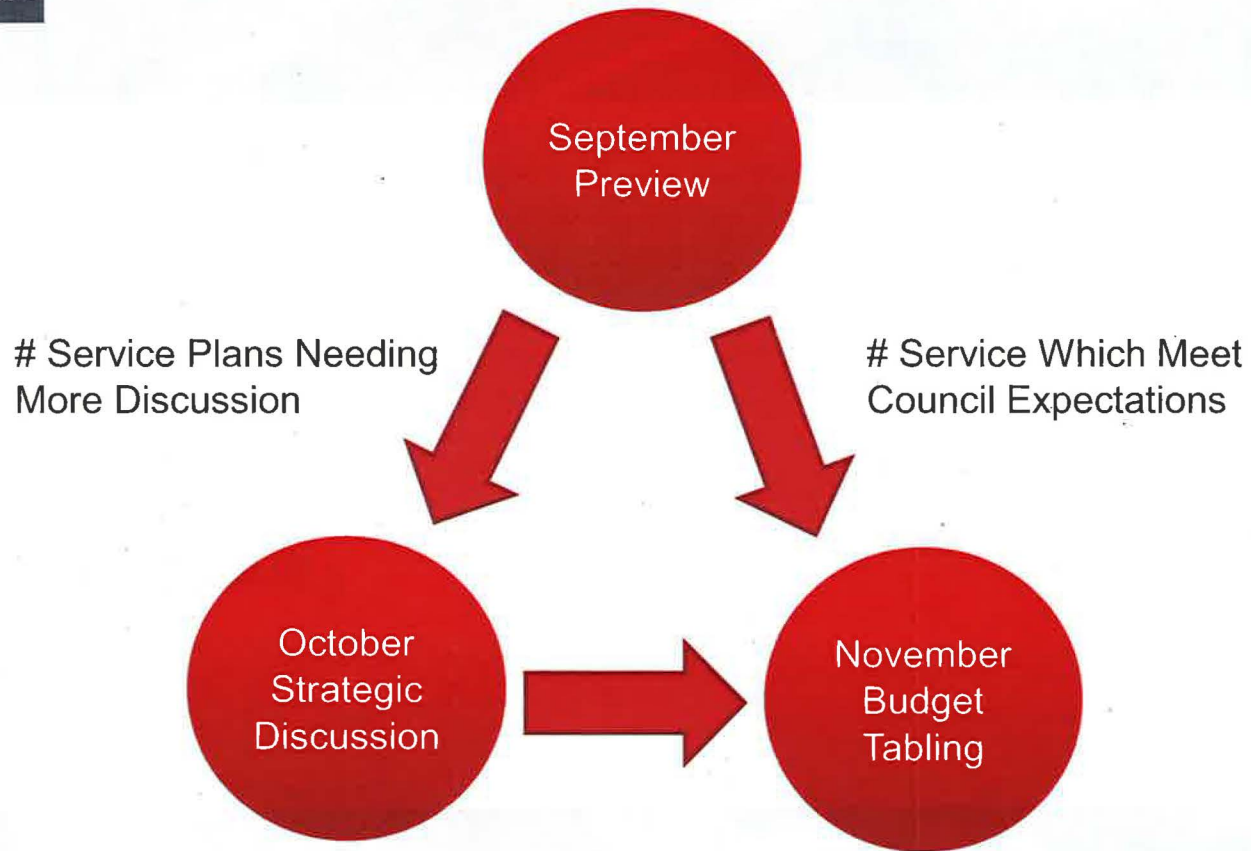 September
Preview
# Service Plans Needing
More Discussion
# Service Which Meet
Council Expectations
October
Strategic
Discussion
November
Budget
Tabling